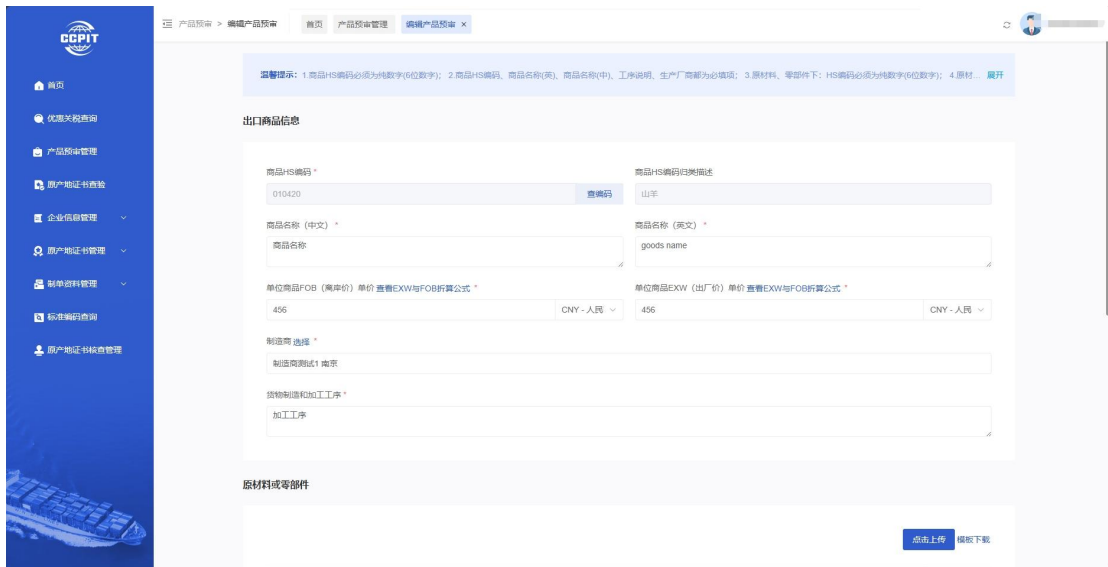 CCPIT
产品预审 > 编辑产品预审
首页 产品预审管理 编辑产品预审 ×
首页
优惠关税查询
产品预审管理
原产地证书查验
企业信息管理
原产地证书管理
制单资料管理
标准编码查询
原产地证书核查管理
温馨提示：1.商品HS编码必须为纯数字(6位数字)； 2.商品HS编码、商品名称(英)、商品名称(中)、工序说明、生产厂商都为必填项； 3.原材料、零部件下：HS编码必须为纯数字(6位数字)； 4.原材... 展开
出口商品信息
商品HS编码 * 商品HS编码归类描述
010420 查编码 山羊
商品名称（中文） * 商品名称（英文） *
商品名称 goods name
单位商品FOB（离岸价）单价 查看EXW与FOB折算公式 * 单位商品EXW（出厂价）单价 查看EXW与FOB折算公式 *
456 CNY - 人民 456 CNY - 人民
制造商 选择 *
制造商测试1 南京
货物制造和加工工序 *
加工工序
原材料或零部件
点击上传 模板下载